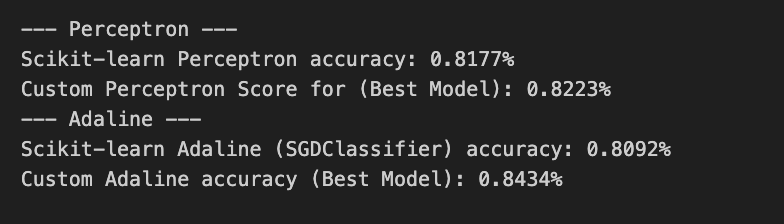 --- Perceptron ---
Scikit-learn Perceptron accuracy: 0.8177%
Custom Perceptron Score for (Best Model): 0.8223%
--- Adaline ---
Scikit-learn Adaline (SGDClassifier) accuracy: 0.8092%
Custom Adaline accuracy (Best Model): 0.8434%